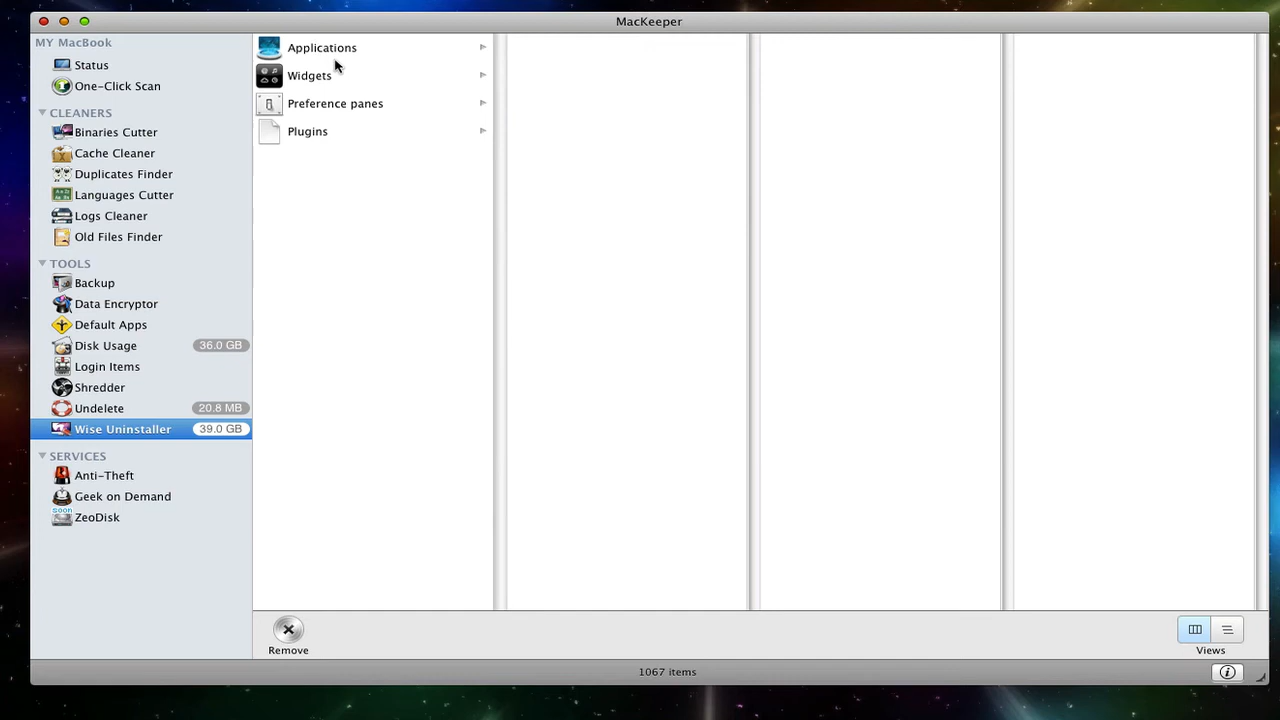 MacKeeper
MY MacBook
Status
One-Click Scan
CLEANERS
Binaries Cutter
Cache Cleaner
Duplicates Finder
Languages Cutter
Logs Cleaner
Old Files Finder
TOOLS
Backup
Data Encryptor
Default Apps
Disk Usage 36.0 GB
Login Items
Shredder
Undelete 20.8 MB
Wise Uninstaller 39.0 GB
SERVICES
Anti-Theft
Geek on Demand
soon
ZeoDisk
Applications
Widgets
Preference panes
Plugins
Remove
Views
1067 items